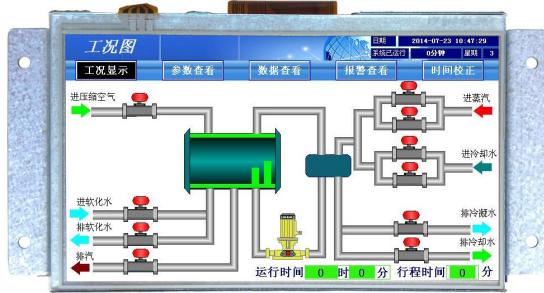 工况图
日期 2014-07-23 10:47:29
系统已运行 0分钟 星期 3
工况显示 参数查看 数据查看 报警查看 时间校正
进压缩空气
进蒸汽
进冷却水
进软化水
排软化水
排汽
排冷凝水
排冷却水
运行时间 0 时 0 分 行程时间 0 分